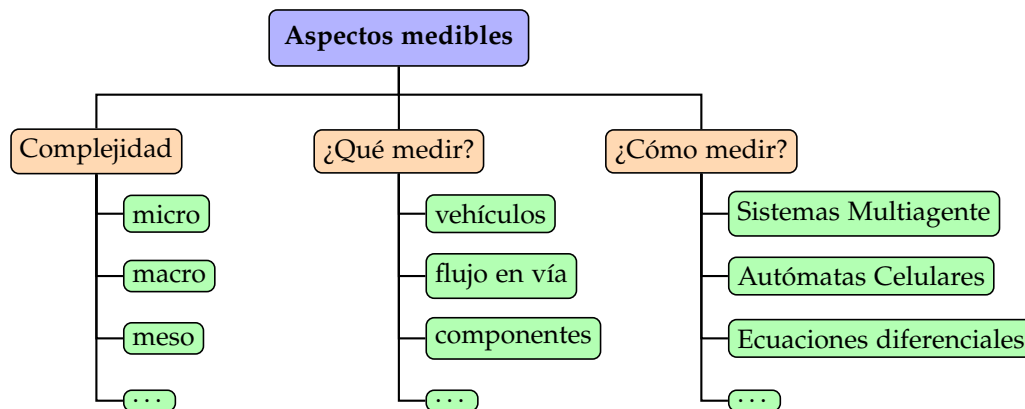 Aspectos medibles
Complejidad
micro
macro
meso
...
¿Qué medir?
vehículos
flujo en vía
componentes
...
¿Cómo medir?
Sistemas Multiagente
Autómatas Celulares
Ecuaciones diferenciales
...